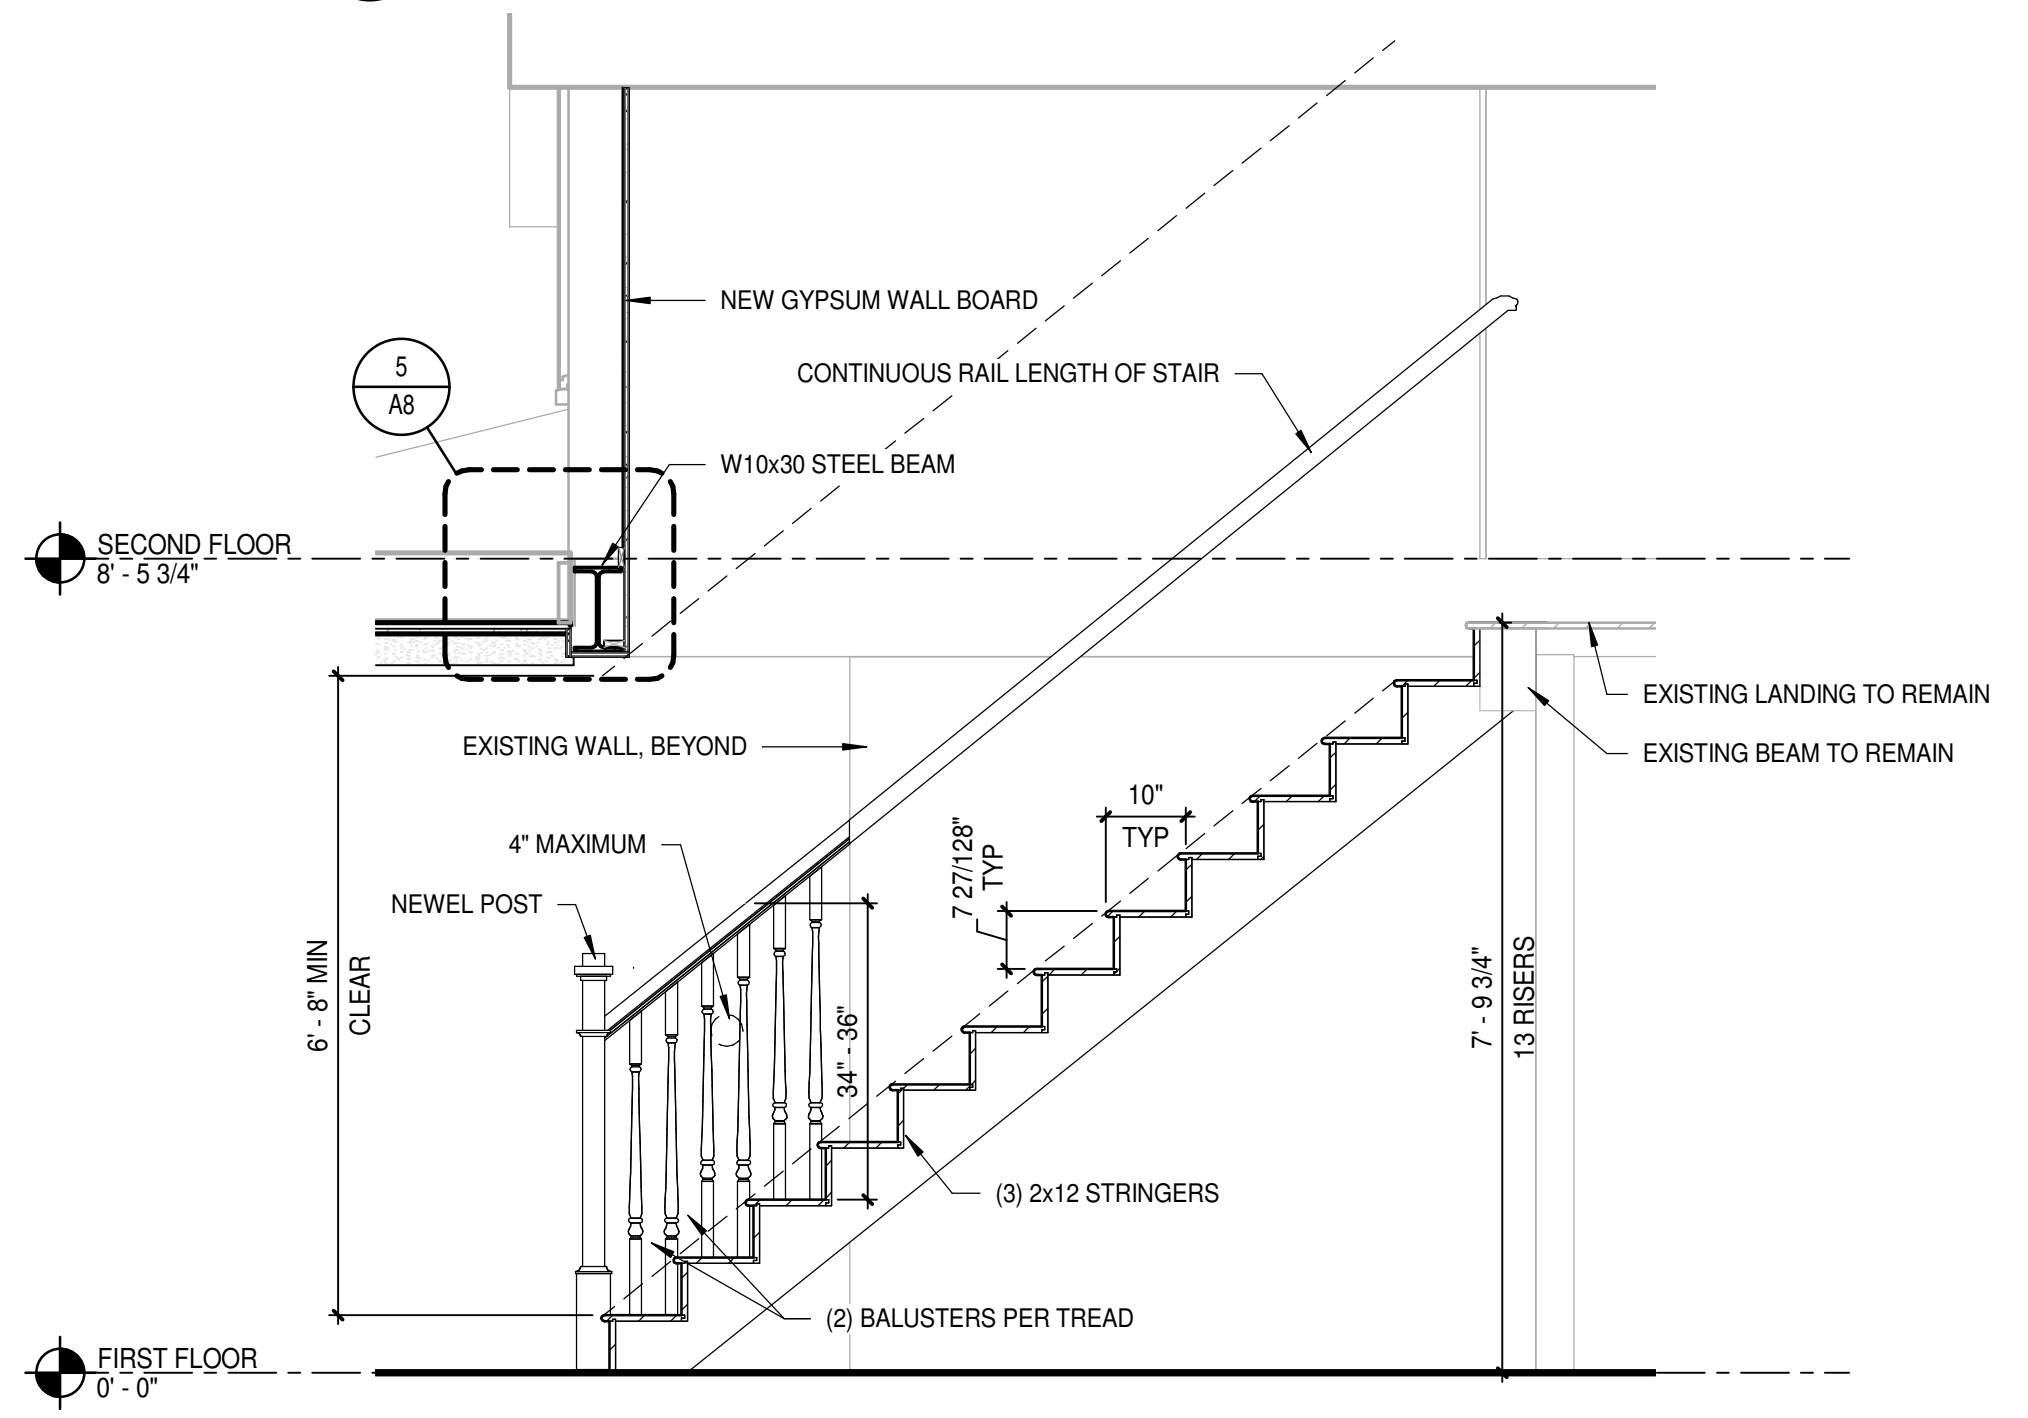 NEW GYPSUM WALL BOARD
CONTINUOUS RAIL LENGTH OF STAIR
5
A8
W10x30 STEEL BEAM
SECOND FLOOR
8' - 5 3/4"
EXISTING LANDING TO REMAIN
EXISTING WALL, BEYOND
EXISTING BEAM TO REMAIN
10"
TYP
7 27/128"
TYP
4" MAXIMUM
NEWEL POST
6' - 8" MIN
CLEAR
34" - 36"
7' - 9 3/4"
13 RISERS
(3) 2x12 STRINGERS
(2) BALUSTERS PER TREAD
FIRST FLOOR
0' - 0"